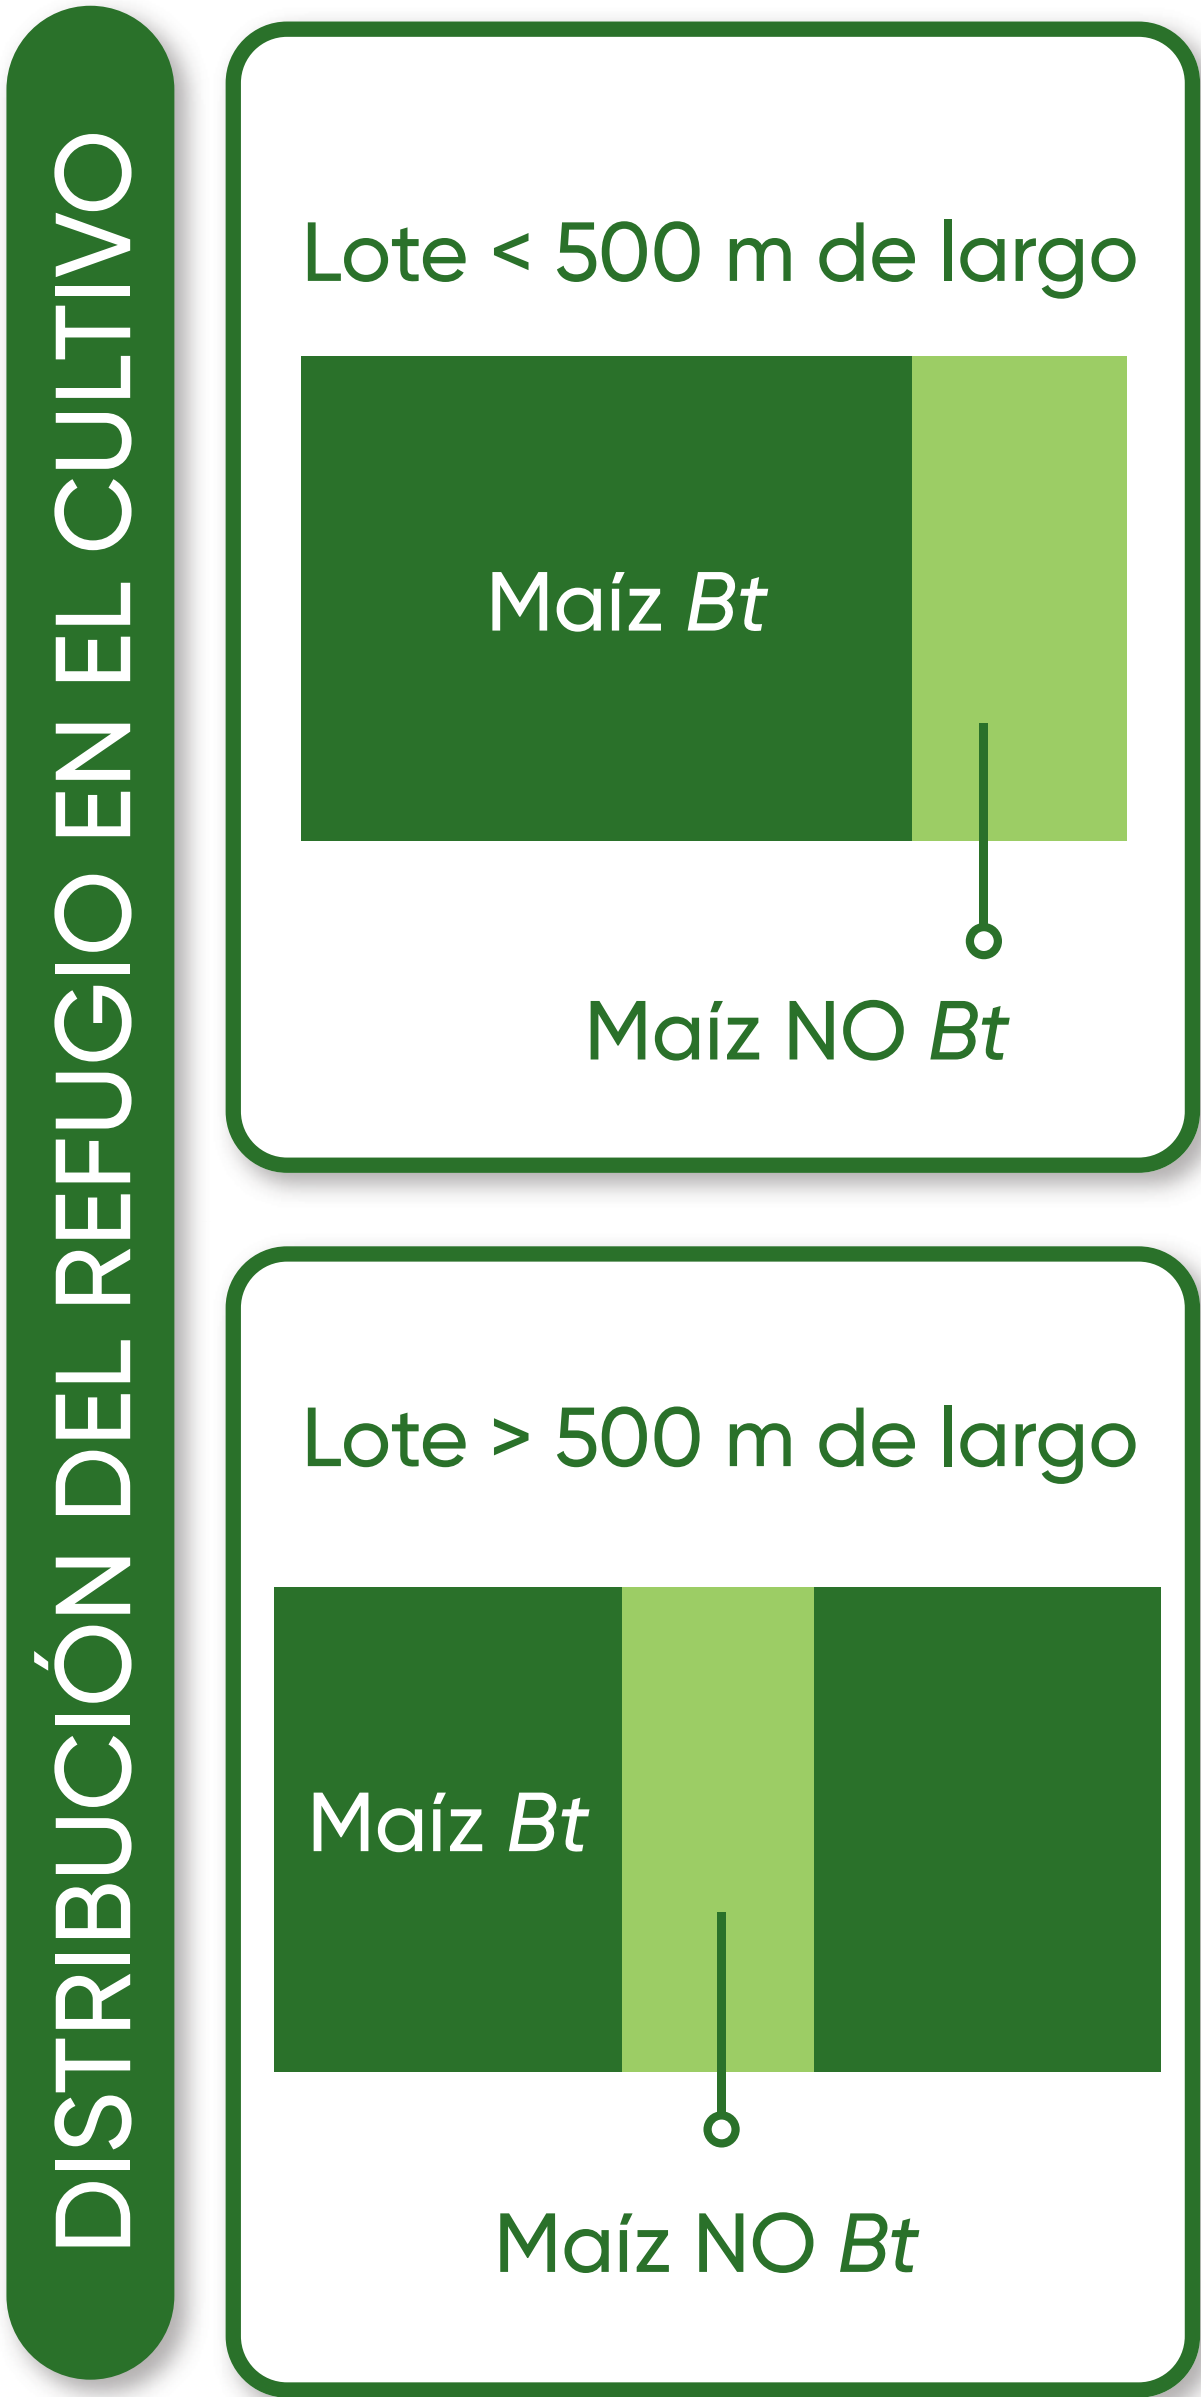 DISTRIBUCIÓN DEL REFUGIO EN EL CULTIVO
Lote < 500 m de largo
Maíz Bt
Maíz NO Bt
Lote > 500 m de largo
Maíz Bt
Maíz NO Bt